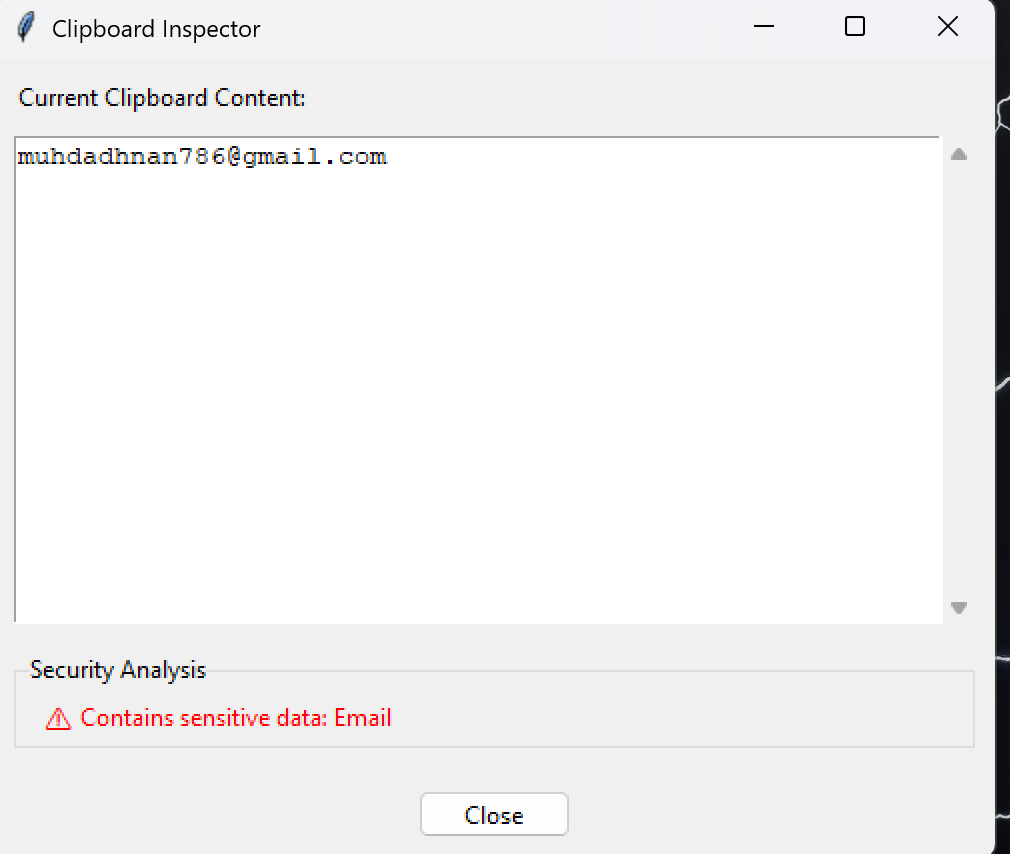 Clipboard Inspector
Current Clipboard Content:
muhdadhnan786@gmail.com
Security Analysis
⚠ Contains sensitive data: Email
Close